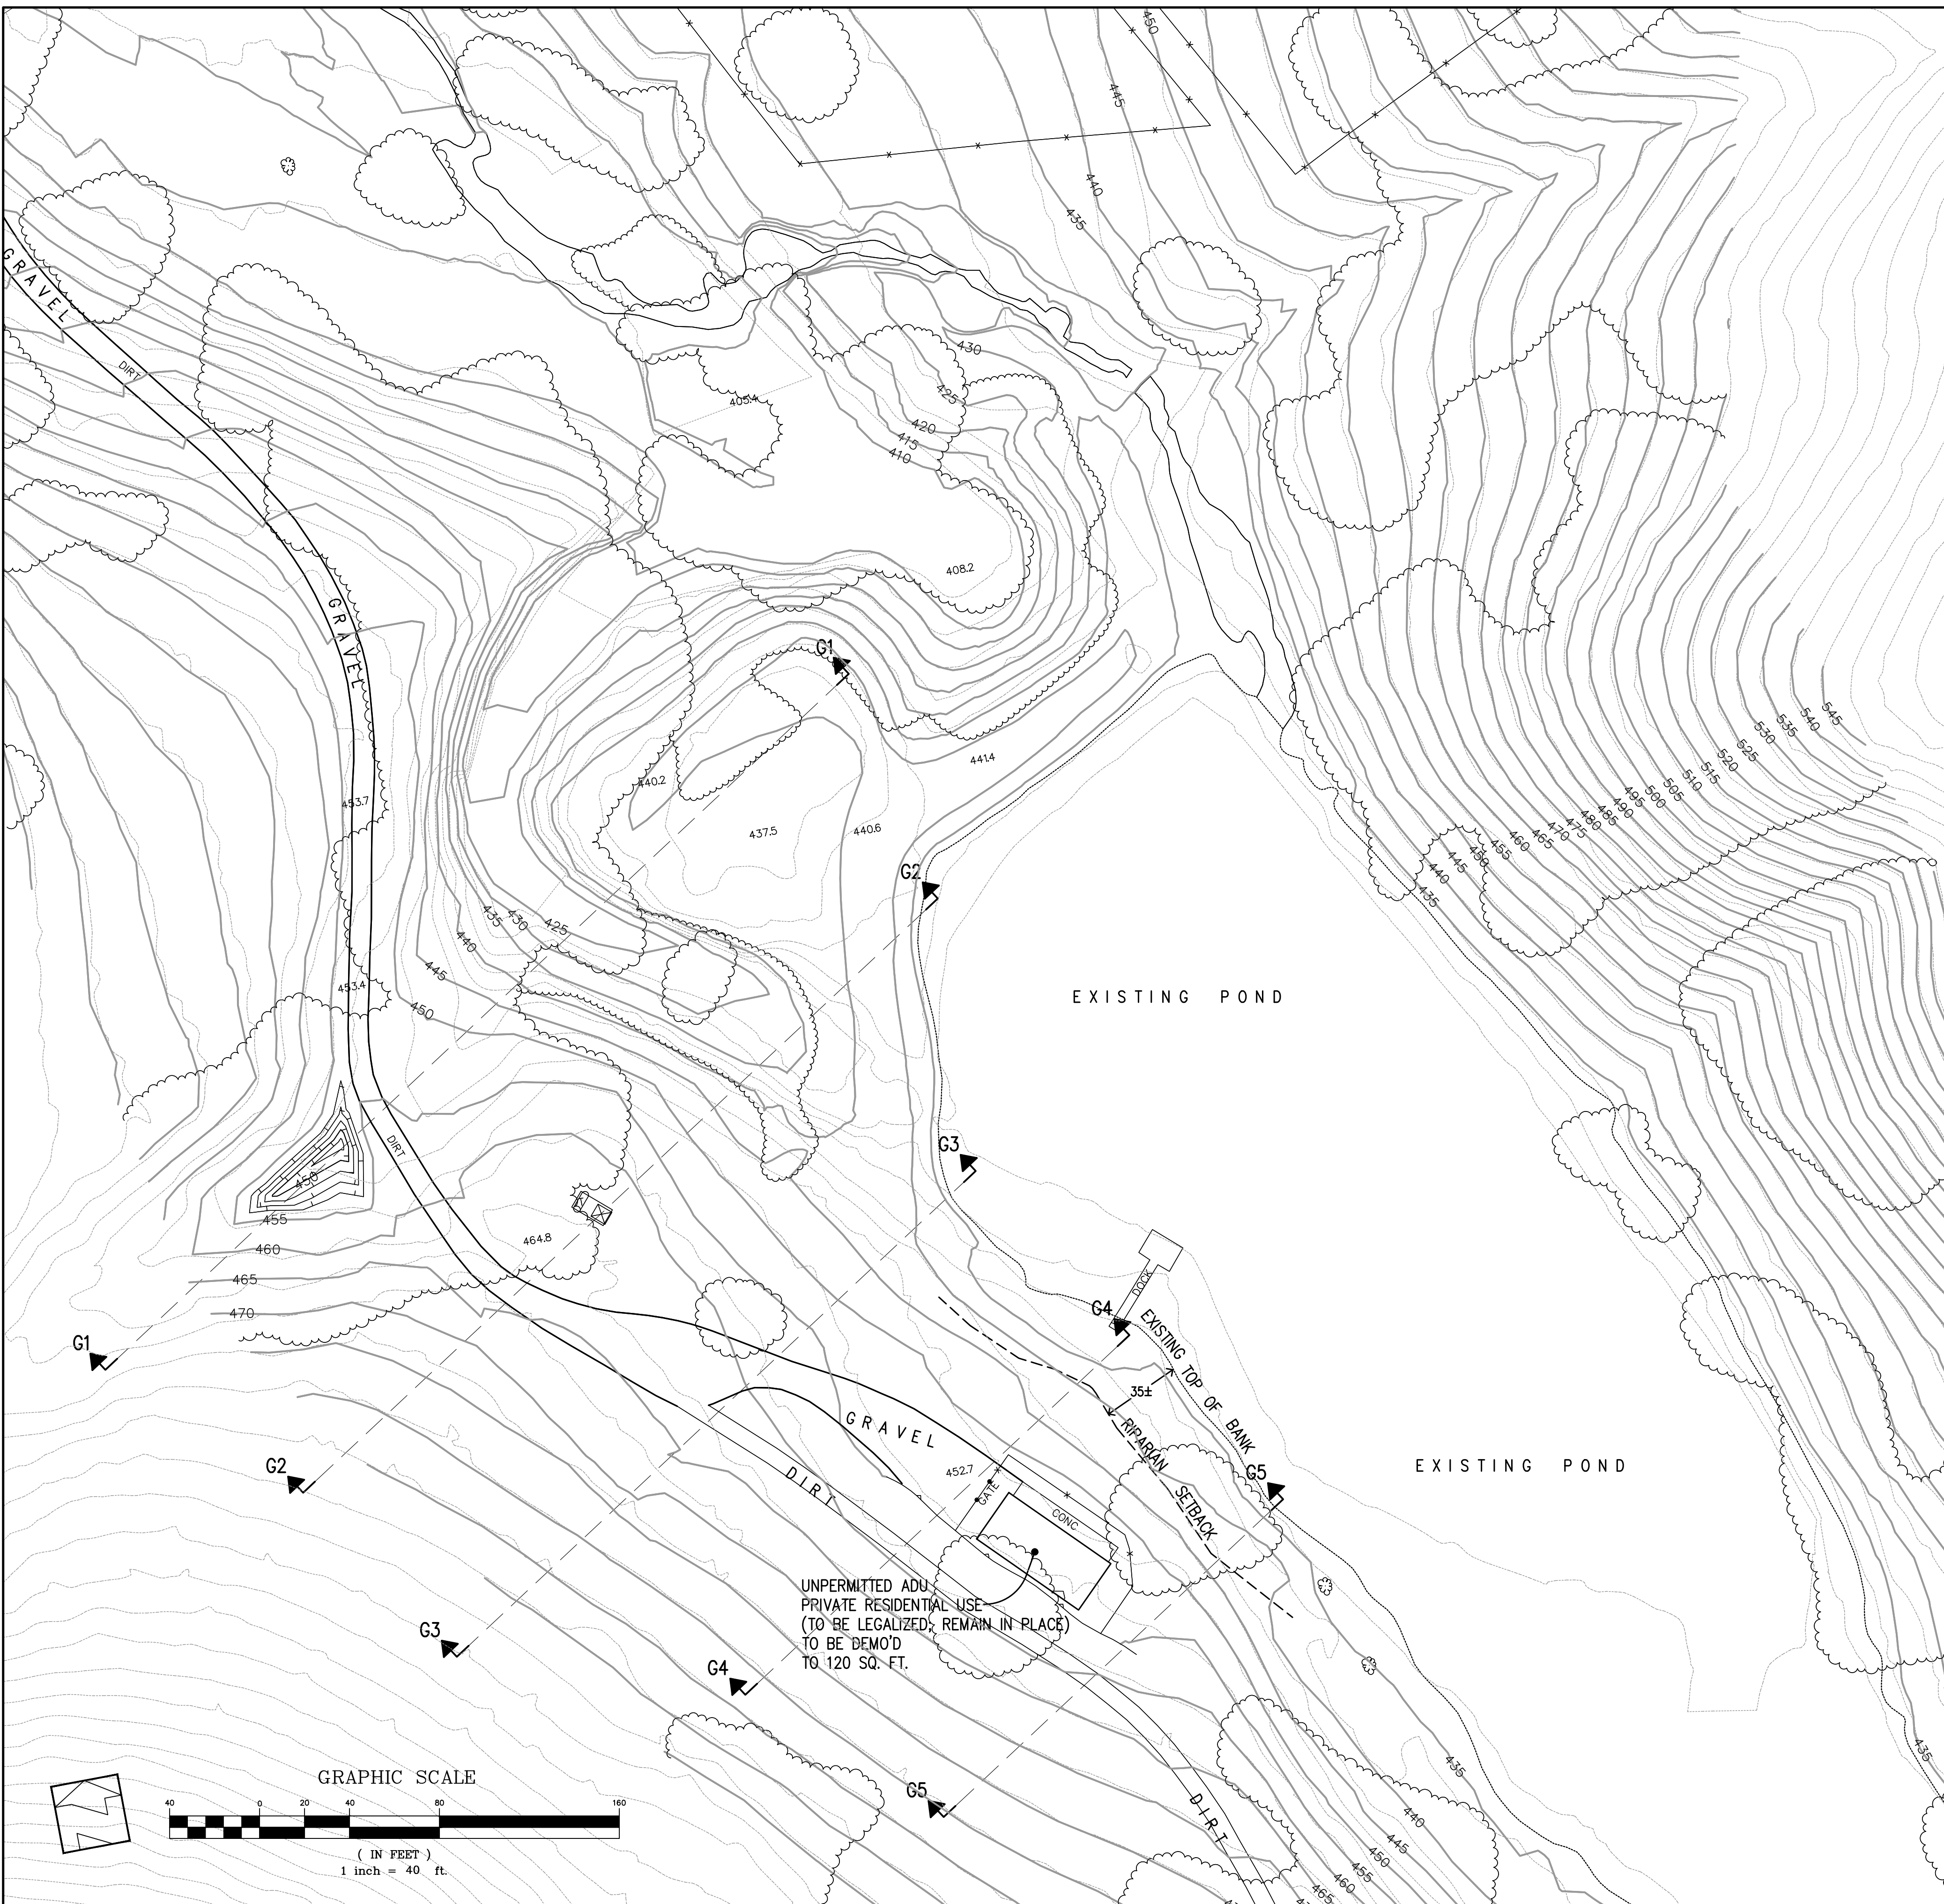 450
445
440
435
GRAVEL
DIRT
430
425
420
415
410
405.4
408.2
GRAVEL
G1
441.4
440.2
437.5
440.6
453.7
453.4
545
540
535
530
525
520
515
510
505
500
495
490
485
480
475
470
465
460
455
450
445
440
435
G2
435
430
425
440
445
450
EXISTING POND
G3
DIRT
450
455
460
465
470
464.8
DOCK
G4
EXISTING TOP OF BANK
35±
RIPARIAN SETBACK
G1
GRAVEL
DIRT
452.7
GATE
CONC
G5
EXISTING POND
G2
UNPERMITTED ADU
PRIVATE RESIDENTIAL USE
(TO BE LEGALIZED; REMAIN IN PLACE)
TO BE DEMO'D
TO 120 SQ. FT.
G3
G4
G5
DIRT
435
435
440
445
450
455
460
465
GRAPHIC SCALE
40 0 20 40 80 160
( IN FEET )
1 inch = 40 ft.